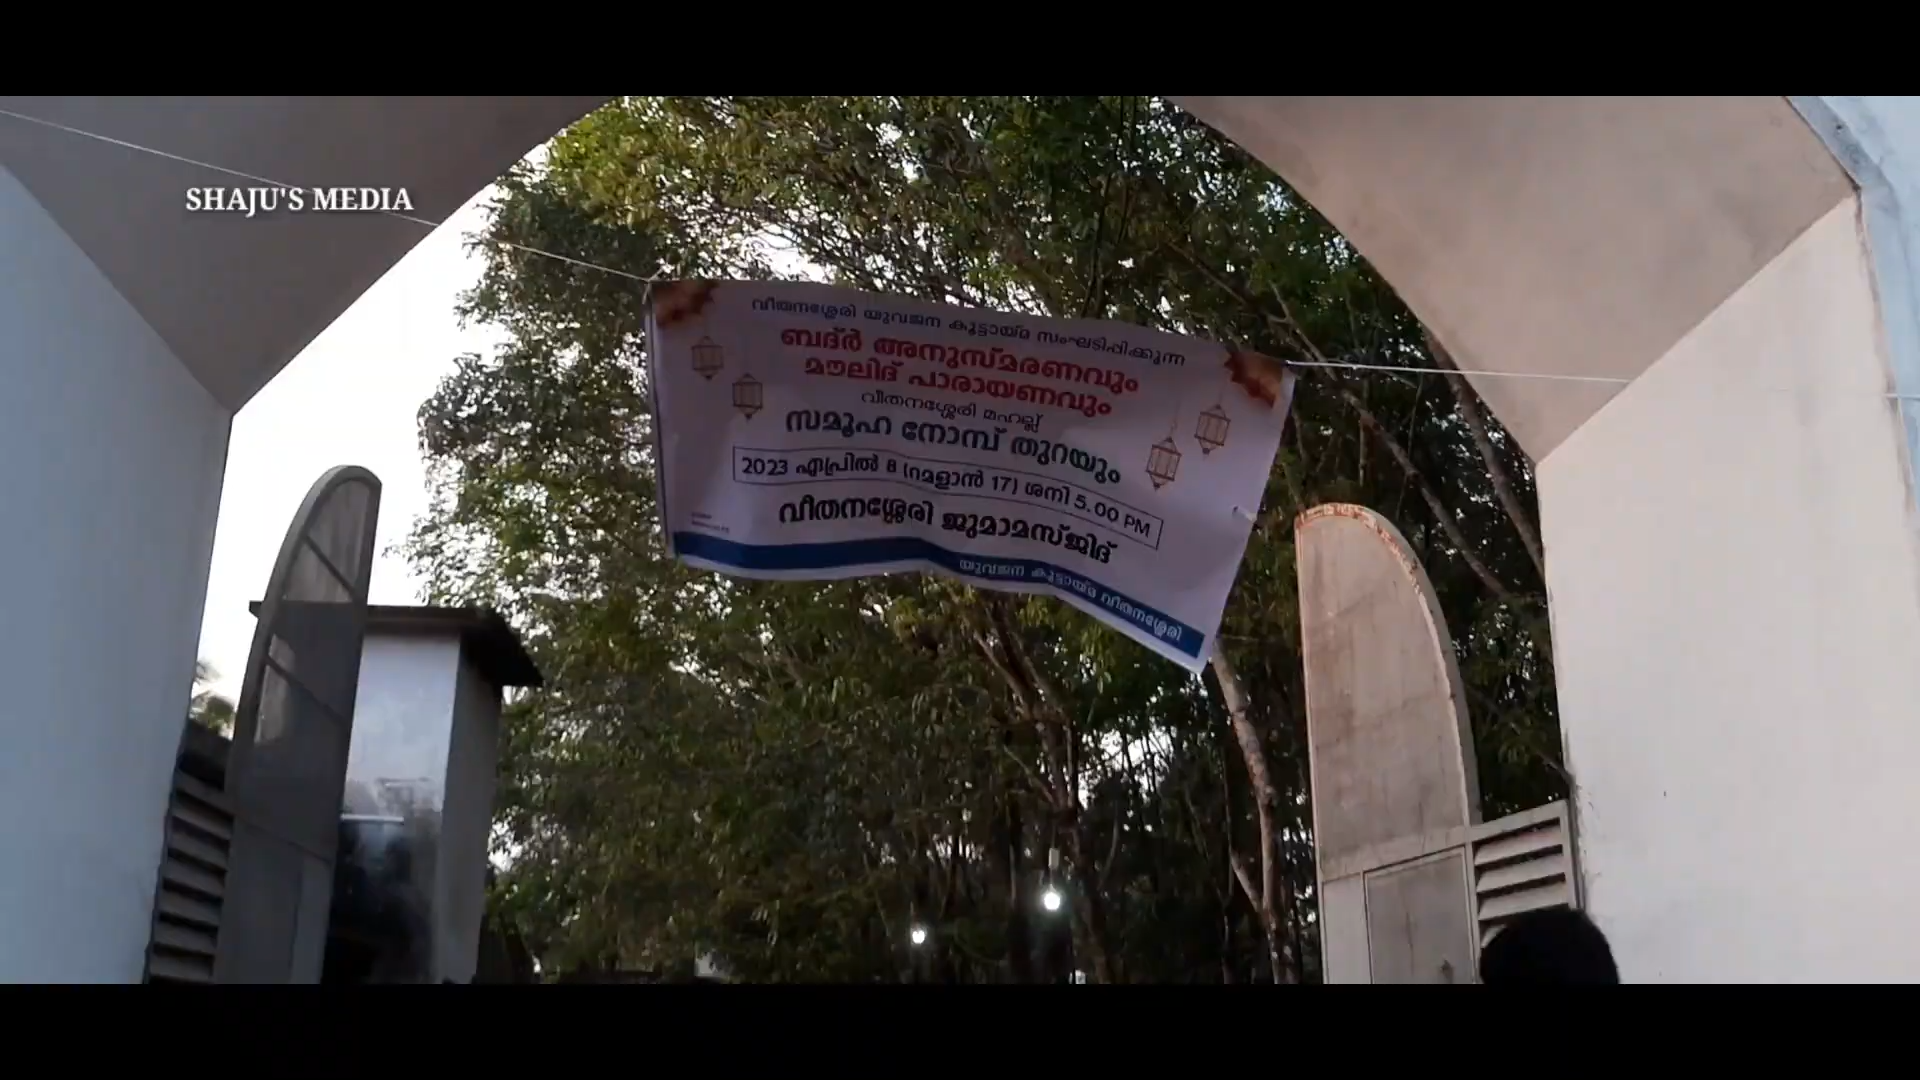 SHAJU'S MEDIA
വീതനശ്ശേരി യുവജന കൂട്ടായ്മ സംഘടിപ്പിക്കുന്ന
ബദ്ർ അനുസ്മരണവും
മൗലിദ് പാരായണവും
വീതനശ്ശേരി മഹല്ല്
സമൂഹ നോമ്പ് തുറയും
2023 എപ്രിൽ 8 (റമളാൻ 17) ശനി 5.00 PM
വീതനശ്ശേരി ജുമാമസ്ജിദ്
യുവജന കൂട്ടായ്മ വീതനശ്ശേരി